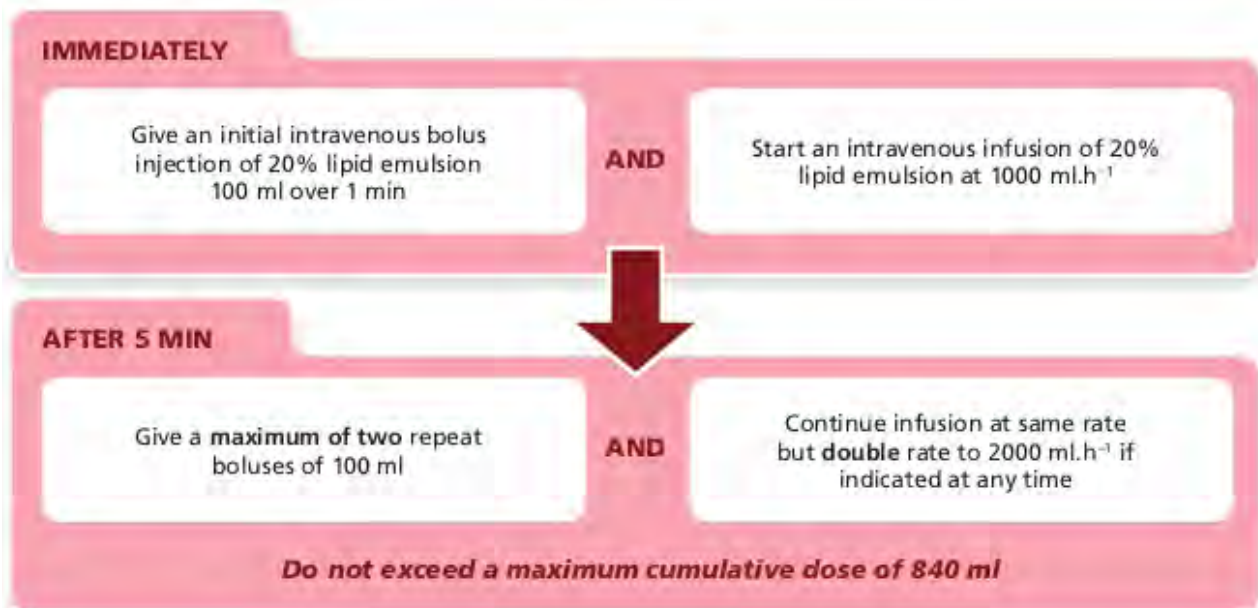 IMMEDIATELY
Give an initial intravenous bolus
injection of 20% lipid emulsion
100 ml over 1 min
AND
Start an intravenous infusion of 20%
lipid emulsion at 1000 ml.h⁻¹
AFTER 5 MIN
Give a maximum of two repeat
boluses of 100 ml
AND
Continue infusion at same rate
but double rate to 2000 ml.h⁻¹ if
indicated at any time
Do not exceed a maximum cumulative dose of 840 ml